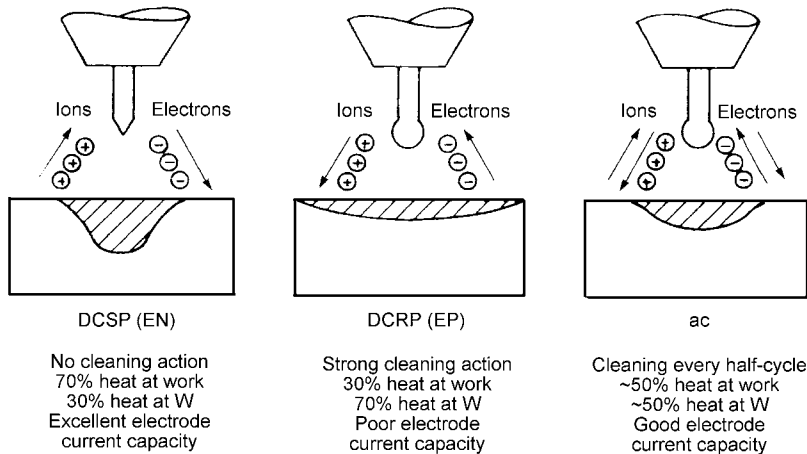 Ions Electrons
+ + +
− − −
DCSP (EN)
No cleaning action
70% heat at work
30% heat at W
Excellent electrode
current capacity
Ions Electrons
+ + +
− − −
DCRP (EP)
Strong cleaning action
30% heat at work
70% heat at W
Poor electrode
current capacity
Ions Electrons
+ + +
− − −
ac
Cleaning every half-cycle
~50% heat at work
~50% heat at W
Good electrode
current capacity